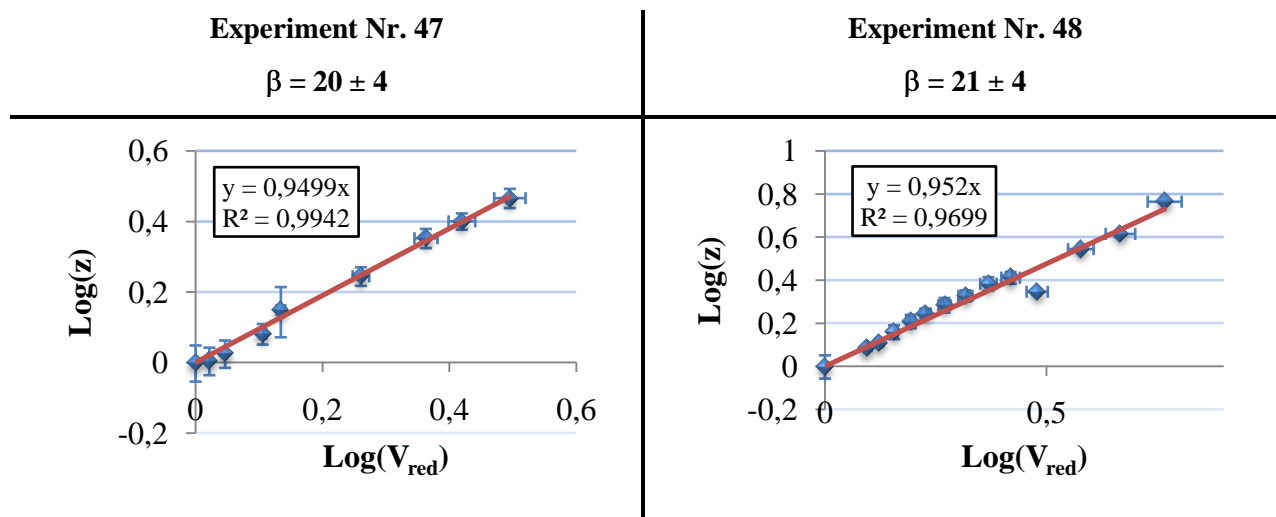 Experiment Nr. 47
β = 20 ± 4
Experiment Nr. 48
β = 21 ± 4
0,6
0,4
0,2
0
-0,2
Log(z)
y = 0,9499x
R² = 0,9942
0 0,2 0,4 0,6
Log(Vred)
1
0,8
0,6
0,4
0,2
0
-0,2
Log(z)
y = 0,952x
R² = 0,9699
0 0,5
Log(Vred)